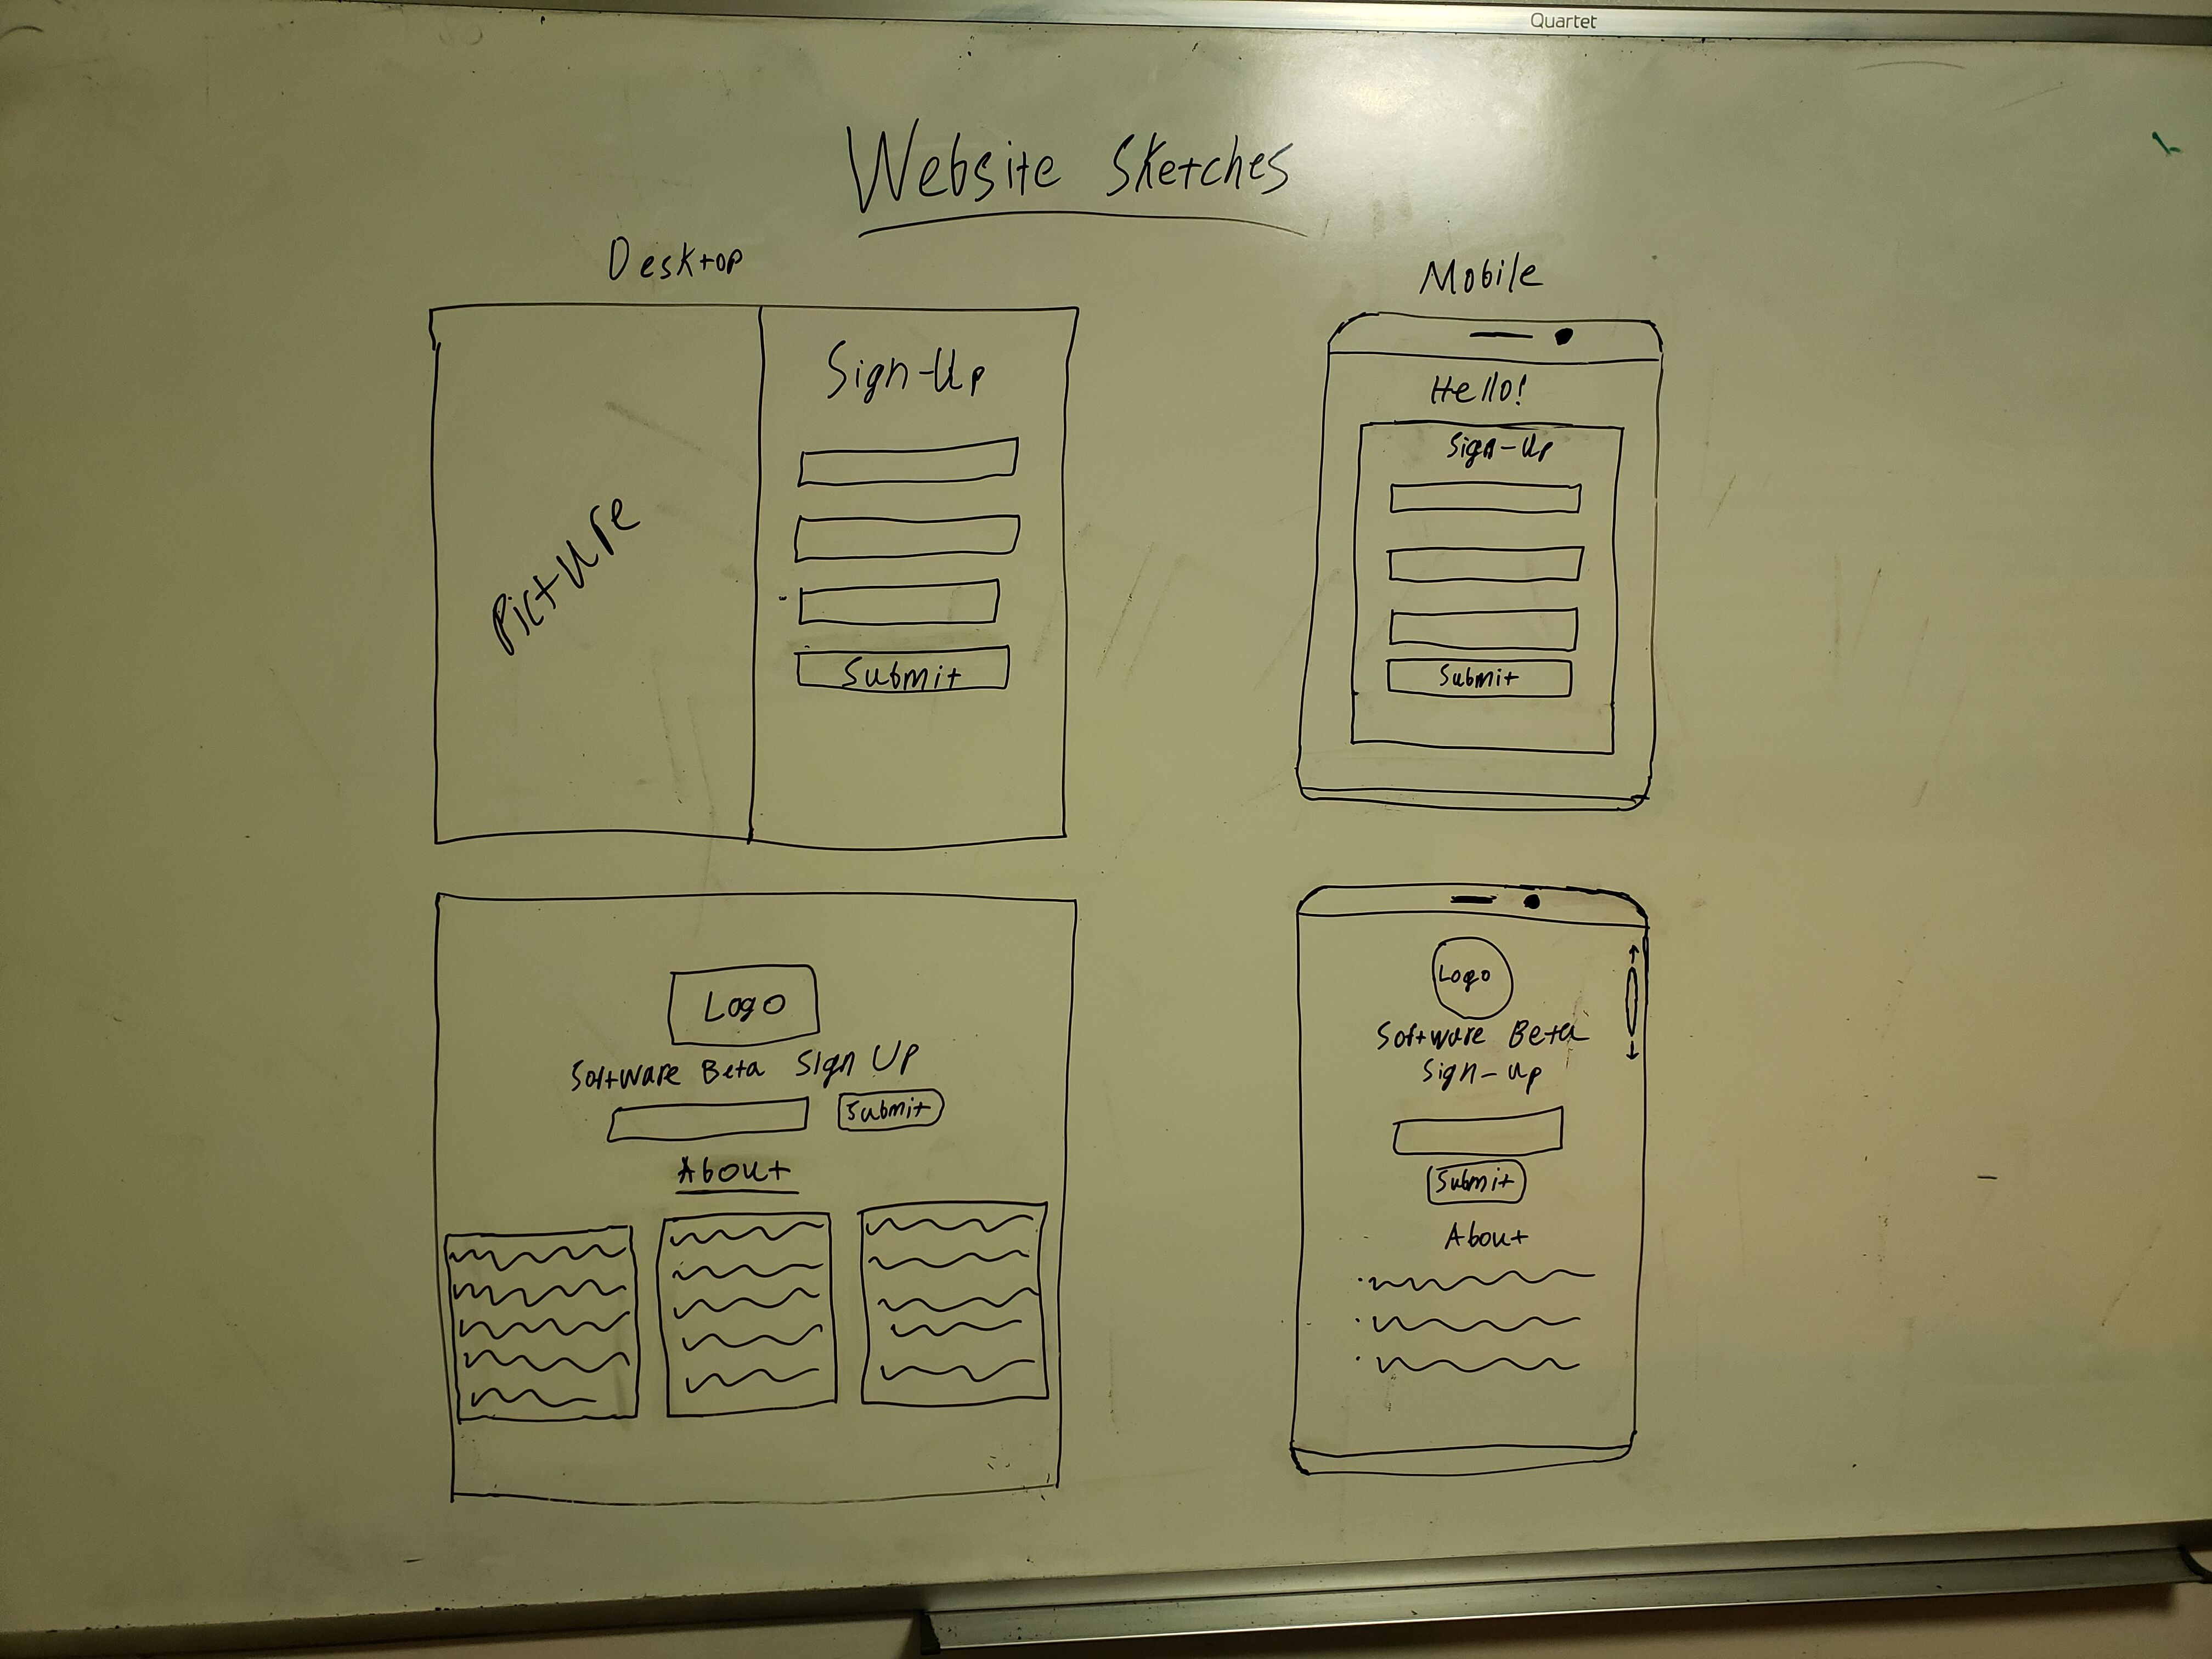 Quartet
Website Sketches
Desktop
Picture
Sign-Up
Submit
Mobile
Hello!
Sign-Up
Submit
Logo
Software Beta Sign Up
Submit
About
Logo
Software Beta
Sign-up
Submit
About